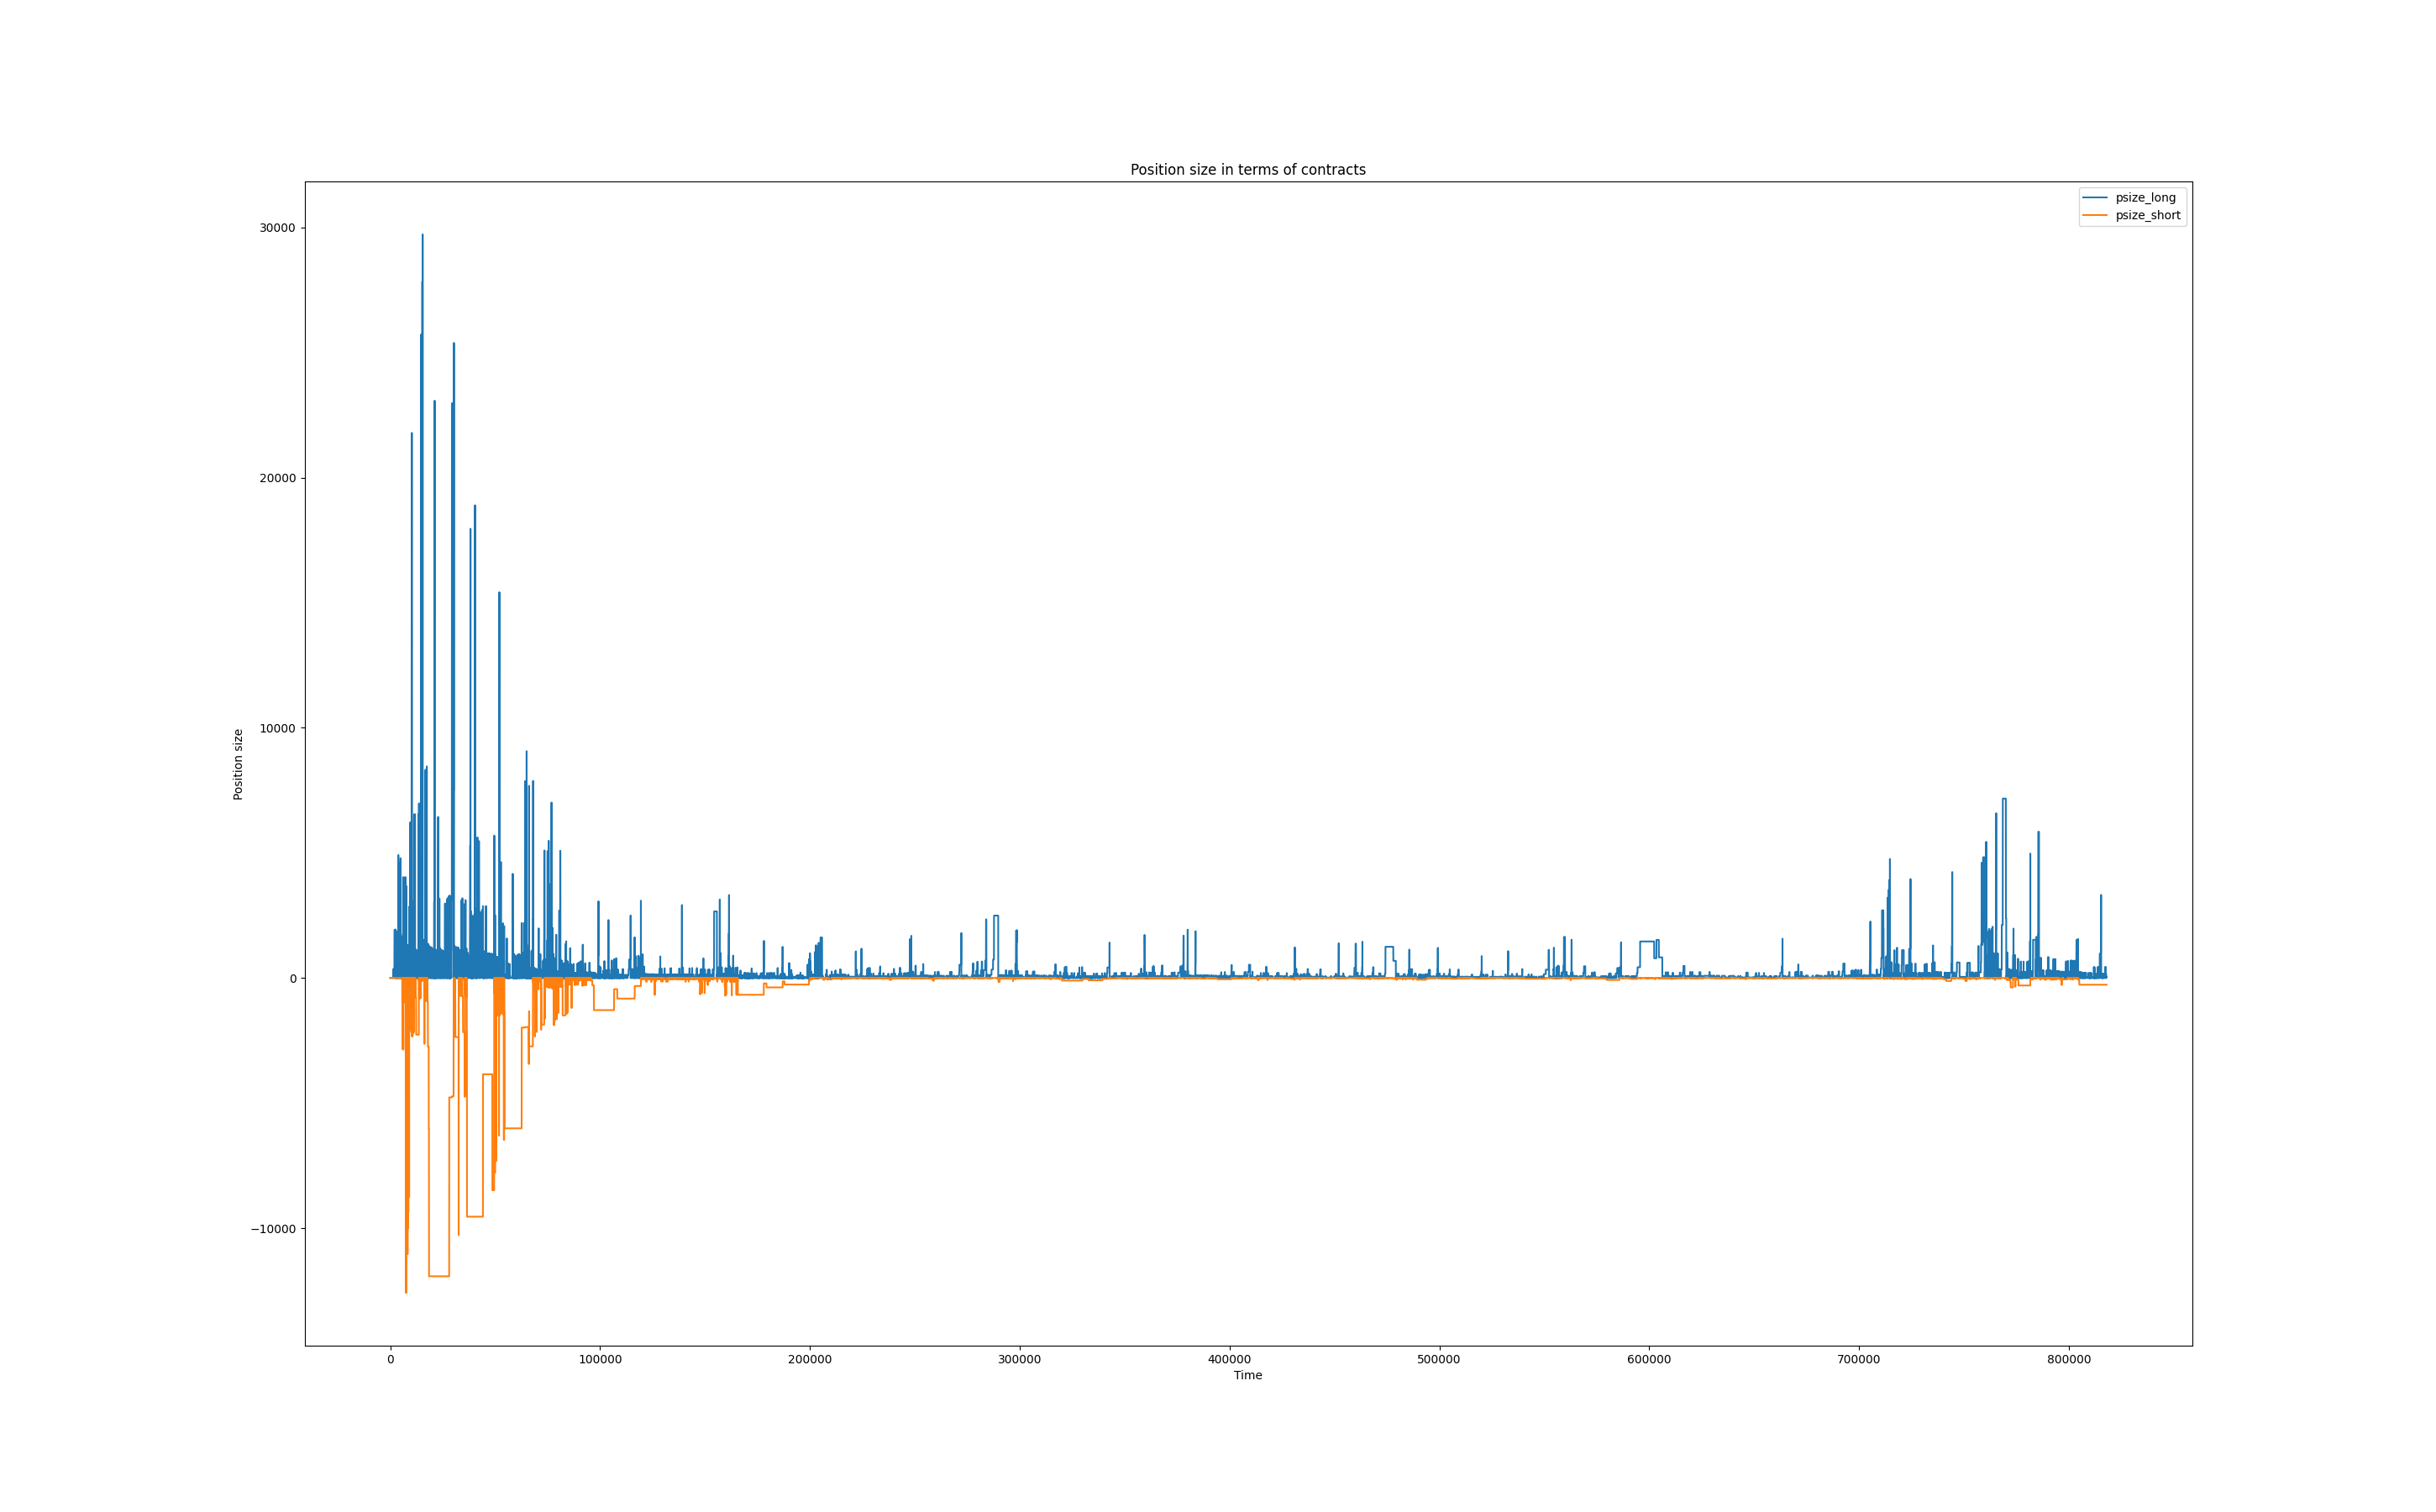 Position size in terms of contracts
psize_long
psize_short
30000
20000
10000
0
−10000
Position size
0 100000 200000 300000 400000 500000 600000 700000 800000
Time